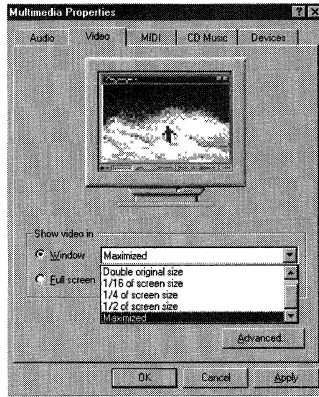 Multimedia Properties
Audio Video MIDI CD Music Devices
Show video in
Window Maximized
Double original size
1/16 of screen size
Full screen 1/4 of screen size
1/2 of screen size
Maximized
Advanced...
OK Cancel Apply